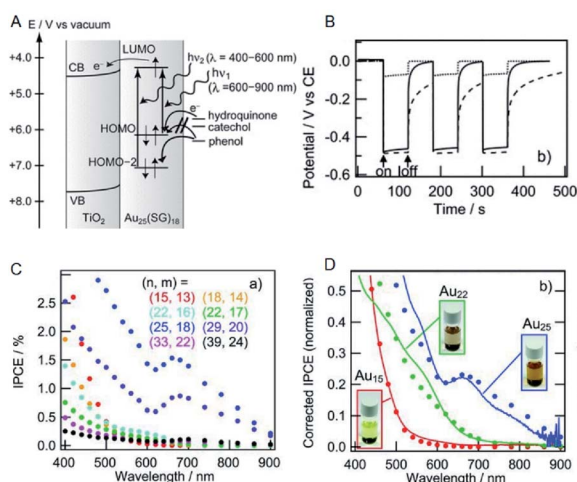 A
E / V vs vacuum
+4.0
+5.0
+6.0
+7.0
+8.0
CB
VB
e⁻
LUMO
HOMO
HOMO−2
hν₂ (λ = 400−600 nm)
hν₁
(λ =600-900 nm)
e⁻
hydroquinone
catechol
phenol
TiO₂
Au₂₅(SG)₁₈
B
Potential / V vs CE
0.0
-0.2
-0.4
-0.6
on
off
b)
0
100
200
300
400
500
Time / s
C
IPCE / %
2.5
2.0
1.5
1.0
0.5
0.0
(n, m) =
a)
(15, 13) (18, 14)
(22, 16) (22, 17)
(25, 18) (29, 20)
(33, 22) (39, 24)
400 500 600 700 800 900
Wavelength / nm
D
Corrected IPCE (normalized)
0.5
0.4
0.3
0.2
0.1
0.0
b)
Au₂₂
Au₂₅
Au₁₅
400 500 600 700 800 900
Wavelength / nm